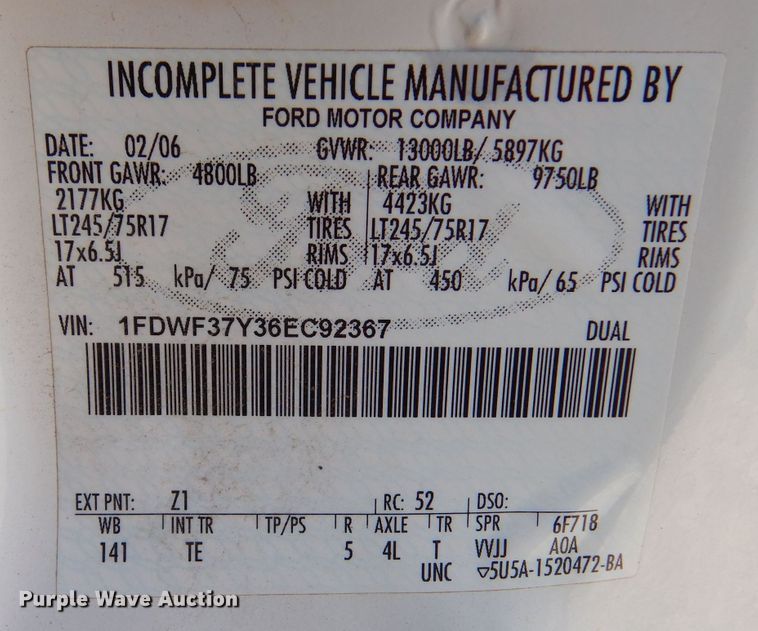 INCOMPLETE VEHICLE MANUFACTURED BY
FORD MOTOR COMPANY
DATE: 02/06 GVWR: 13000LB/ 5897KG
FRONT GAWR: 4800LB REAR GAWR: 9750LB
2177KG WITH 4423KG WITH
LT245/75R17 TIRES LT245/75R17 TIRES
17x6.5J RIMS 17x6.5J RIMS
AT 515 kPa/ 75 PSI COLD AT 450 kPa/ 65 PSI COLD
VIN: 1FDWF37Y36EC92367 DUAL
EXT PNT: Z1 RC: 52 DSO:
WB INT TR TP/PS R AXLE TR SPR 6F718
141 TE 5 4L T VVJJ AOA
UNC ▽5U5A-1520472-BA
Ford
Purple Wave Auction